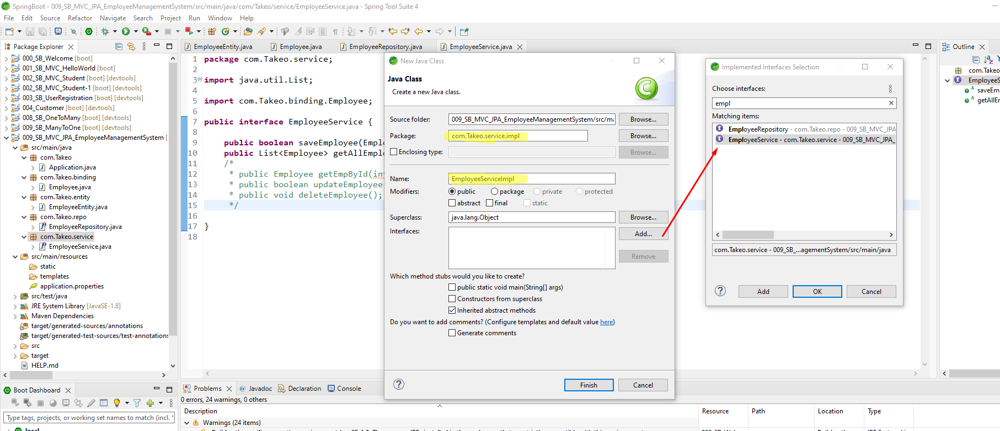 SpringBoot - 009_SB_MVC_JPA_EmployeeManagementSystem/src/main/java/com/Takeo/service/EmployeeService.java - Spring Tool Suite 4
File Edit Source Refactor Navigate Search Project Run Window Help
Package Explorer
000_SB_Welcome [boot]
001_SB_MVC_HelloWorld [boot]
002_SB_MVC_Student [boot] [devtools]
002_SB_MVC_Student-1 [boot] [devtools]
003_SB_UserRegistration [boot] [devtools]
004_Customer [boot] [devtools]
008_SB_OneToMany [boot] [devtools]
009_SB_ManyToOne [boot] [devtools]
009_SB_MVC_JPA_EmployeeManagementSystem [
src/main/java
com.Takeo
Application.java
com.Takeo.binding
Employee.java
com.Takeo.entity
EmployeeEntity.java
com.Takeo.repo
EmployeeRepository.java
com.Takeo.service
EmployeeService.java
src/main/resources
static
templates
application.properties
src/test/java
JRE System Library [JavaSE-1.8]
Maven Dependencies
target/generated-sources/annotations
target/generated-test-sources/test-annotations
src
target
HELP.md
Boot Dashboard
Type tags, projects, or working set names to match (incl. *
local
EmployeeEntity.java Employee.java EmployeeRepository.java EmployeeService.java
1 package com.Takeo.service;
2
3 import java.util.List;
4
5 import com.Takeo.binding.Employee;
6
7 public interface EmployeeService {
8
9 public boolean saveEmployee(Emplo
10 public List<Employee> getAllEmplo
11 /*
12 * public Employee getEmpById(int
13 * public boolean updateEmployee(
14 * public void deleteEmployee();
15 */
16
17 }
18
New Java Class
Java Class
Create a new Java class.
Source folder: 009_SB_MVC_JPA_EmployeeManagementSystem/src/ma Browse...
Package: com.Takeo.service.impl Browse...
Enclosing type: Browse...
Name: EmployeeServiceImpl
Modifiers: public package private protected
abstract final static
Superclass: java.lang.Object Browse...
Interfaces: Add...
Remove
Which method stubs would you like to create?
public static void main(String[] args)
Constructors from superclass
Inherited abstract methods
Do you want to add comments? (Configure templates and default value here)
Generate comments
Finish Cancel
Implemented Interfaces Selection
Choose interfaces:
empl
Matching items:
EmployeeRepository - com.Takeo.repo - 009_SB_MVC_JPA
EmployeeService - com.Takeo.service - 009_SB_MVC_JPA_
com.Takeo.service - 009_SB_...agementSystem/src/main/java
Add OK Cancel
Outline
com.Takeo
EmployeeS
saveEm
getAllEr
Problems Javadoc Declaration Console
0 errors, 24 warnings, 0 others
Description Resource Path Location Type
Warnings (24 items)